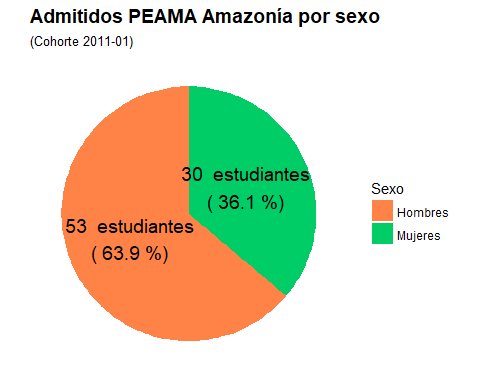 Admitidos PEAMA Amazonía por sexo
(Cohorte 2011-01)
30 estudiantes
( 36.1 %)
53 estudiantes
( 63.9 %)
Sexo
Hombres
Mujeres